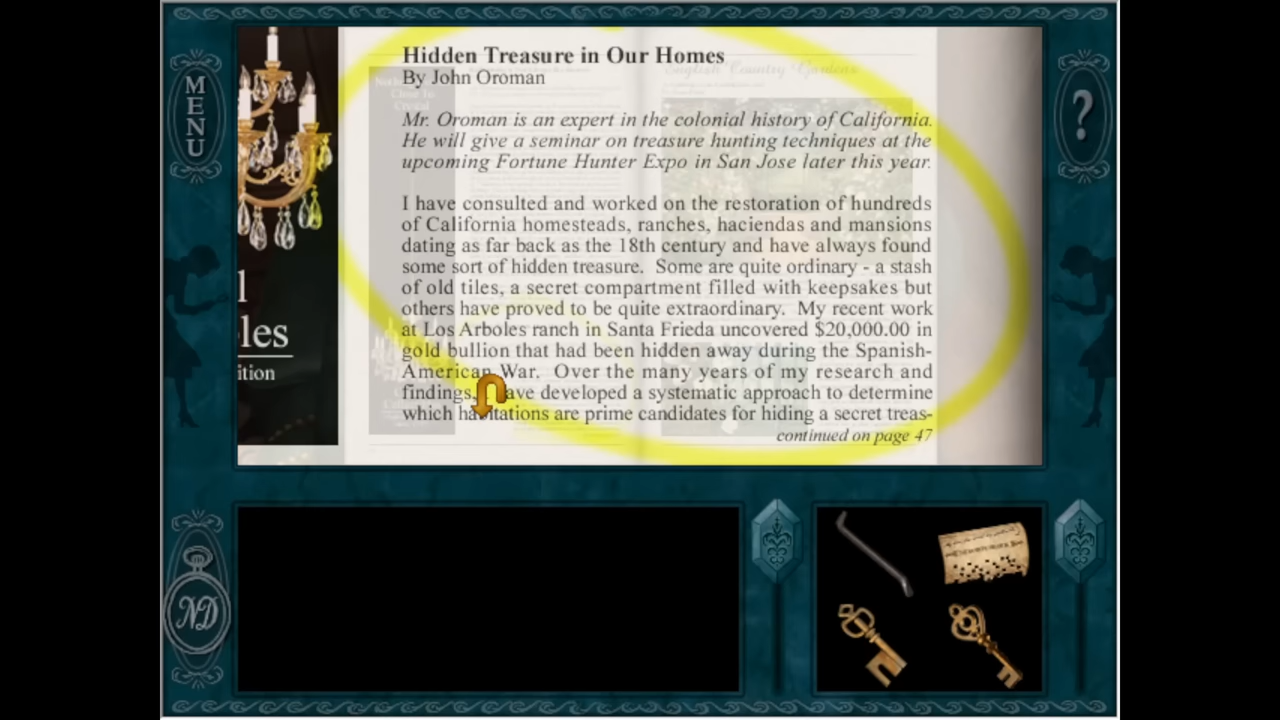 MENU
?
Hidden Treasure in Our Homes
By John Oroman
Mr. Oroman is an expert in the colonial history of California.
He will give a seminar on treasure hunting techniques at the
upcoming Fortune Hunter Expo in San Jose later this year.
I have consulted and worked on the restoration of hundreds
of California homesteads, ranches, haciendas and mansions
dating as far back as the 18th century and have always found
some sort of hidden treasure. Some are quite ordinary - a stash
of old tiles, a secret compartment filled with keepsakes but
others have proved to be quite extraordinary. My recent work
at Los Arboles ranch in Santa Frieda uncovered $20,000.00 in
gold bullion that had been hidden away during the Spanish-
American War. Over the many years of my research and
findings, ave developed a systematic approach to determine
which habitations are prime candidates for hiding a secret treas-
continued on page 47
l
les
ition
English Country Gardens
ND